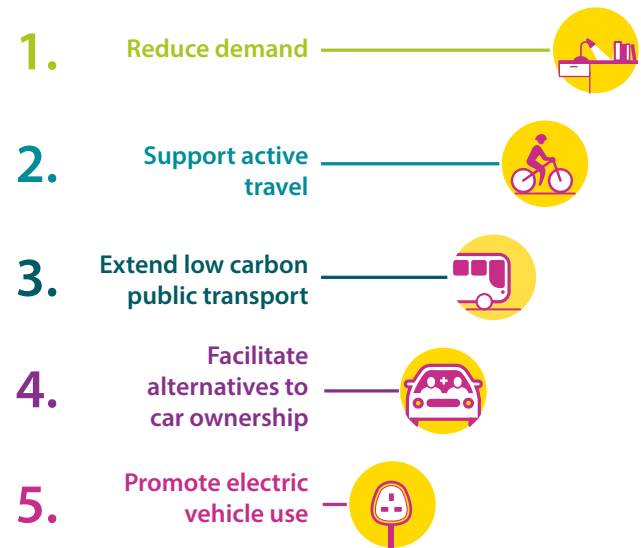 1. Reduce demand
2. Support active
travel
3. Extend low carbon
public transport
4. Facilitate
alternatives to
car ownership
5. Promote electric
vehicle use